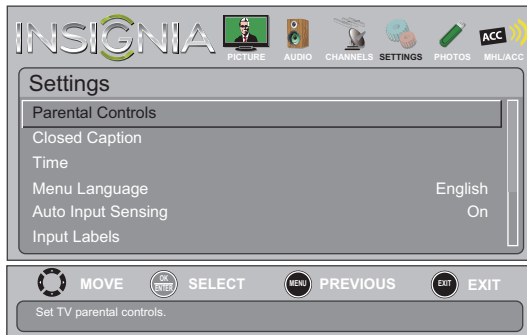 INSIGNIA
PICTURE AUDIO CHANNELS SETTINGS PHOTOS MHL/ACC
ACC
Settings
Parental Controls
Closed Caption
Time
Menu Language English
Auto Input Sensing On
Input Labels
MOVE OK ENTER SELECT MENU PREVIOUS EXIT EXIT
Set TV parental controls.